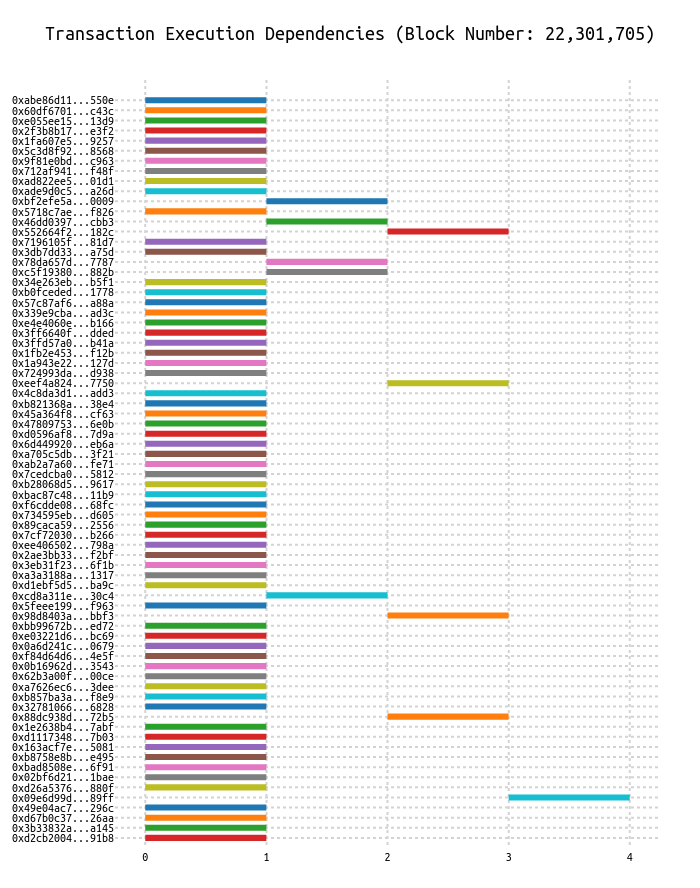 Transaction Execution Dependencies (Block Number: 22,301,705)
0xabe86d11...550e
0x60df6701...c43c
0xe055ee15...13d9
0x2f3b8b17...e3f2
0x1fa607e5...9257
0x5c3d8f92...8568
0x9f81e0bd...c963
0x712af941...f48f
0xad822ee5...01d1
0xade9d0c5...a26d
0xbf2efe5a...0009
0x5718c7ae...f826
0x46dd0397...cbb3
0x552664f2...182c
0x7196105f...81d7
0x3db7dd33...a75d
0x78da657d...7787
0xc5f19380...882b
0x34e263eb...b5f1
0xb0fceded...1778
0x57c87af6...a88a
0x339e9cba...ad3c
0xe4e4060e...b166
0x3ff6640f...dded
0x3ffd57a0...b41a
0x1fb2e453...f12b
0x1a943e22...127d
0x724993da...d938
0xeef4a824...7750
0x4c8da3d1...add3
0xb821368a...38e4
0x45a364f8...cf63
0x47809753...6e0b
0xd0596af8...7d9a
0x6d449920...eb6a
0xa705c5db...3f21
0xab2a7a60...fe71
0x7cedcba0...5812
0xb28068d5...9617
0xbac87c48...11b9
0xf6cdde08...68fc
0x734595eb...d605
0x89caca59...2556
0x7cf72030...b266
0xee406502...798a
0x2ae3bb33...f2bf
0x3eb31f23...6f1b
0xa3a3188a...1317
0xd1ebf5d5...ba9c
0xcd8a311e...30c4
0x5feee199...f963
0x98d8403a...bbf3
0xbb99672b...ed72
0xe03221d6...bc69
0x0a6d241c...0679
0xf84d64d6...4e5f
0x0b16962d...3543
0x62b3a00f...00ce
0xa7626ec6...3dee
0xb857ba3a...f8e9
0x32781066...6828
0x88dc938d...72b5
0x1e2638b4...7abf
0xd1117348...7b03
0x163acf7e...5081
0xb8758e8b...e495
0xbad8508e...6f91
0x02bf6d21...1bae
0xd26a5376...880f
0x09e6d99d...89ff
0x49e04ac7...296c
0xd67b0c37...26aa
0x3b33832a...a145
0xd2cb2004...91b8
0 1 2 3 4